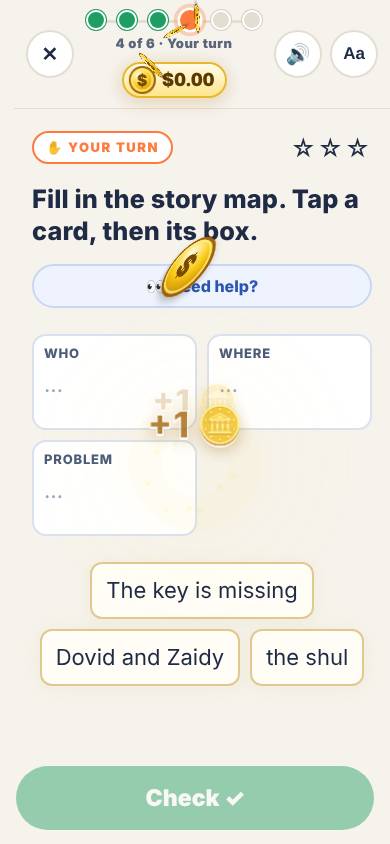 4 of 6 · Your turn
✕
🔊
Aa
$ $0.00
✋ YOUR TURN
☆ ☆ ☆
Fill in the story map. Tap a
card, then its box.
👀 help?
WHO
...
WHERE
...
+1
+1
PROBLEM
...
The key is missing
Dovid and Zaidy
the shul
Check ✓